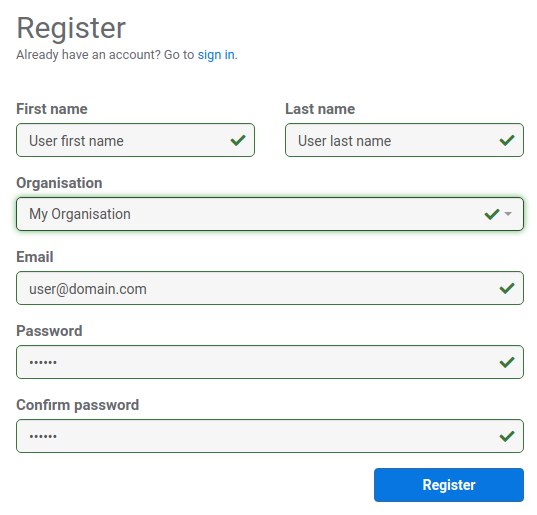 Register
Already have an account? Go to sign in.
First name Last name
User first name User last name
Organisation
My Organisation
Email
user@domain.com
Password
••••••
Confirm password
••••••
Register